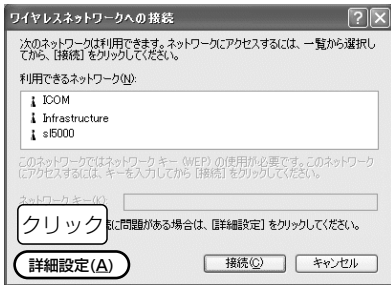 ワイヤレスネットワークへの接続
次のネットワークは利用できます。ネットワークにアクセスするには、一覧から選択し
てから、[接続]をクリックしてください。
利用できるネットワーク(N):
ICOM
Infrastructure
sl5000
このネットワークではネットワーク キー (WEP) の使用が必要です。このネットワーク
にアクセスするには、キーを入力してから [接続] をクリックしてください。
ネットワーク キー(K):
クリック
に問題がある場合は、[詳細設定] をクリックしてください。
詳細設定(A)
接続(C)
キャンセル